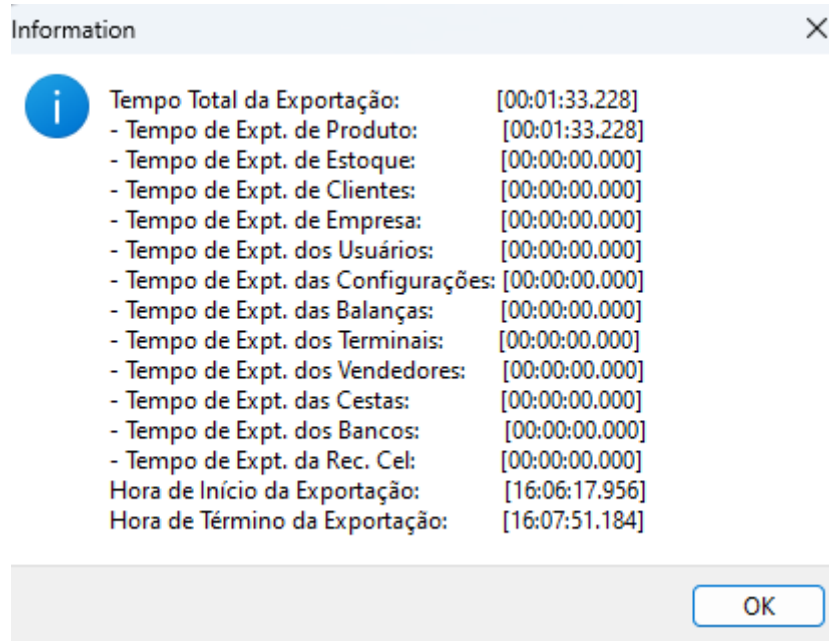 Information
Tempo Total da Exportação: [00:01:33.228]
- Tempo de Expt. de Produto: [00:01:33.228]
- Tempo de Expt. de Estoque: [00:00:00.000]
- Tempo de Expt. de Clientes: [00:00:00.000]
- Tempo de Expt. de Empresa: [00:00:00.000]
- Tempo de Expt. dos Usuários: [00:00:00.000]
- Tempo de Expt. das Configurações: [00:00:00.000]
- Tempo de Expt. das Balanças: [00:00:00.000]
- Tempo de Expt. dos Terminais: [00:00:00.000]
- Tempo de Expt. dos Vendedores: [00:00:00.000]
- Tempo de Expt. das Cestas: [00:00:00.000]
- Tempo de Expt. dos Bancos: [00:00:00.000]
- Tempo de Expt. da Rec. Cel: [00:00:00.000]
Hora de Início da Exportação: [16:06:17.956]
Hora de Término da Exportação: [16:07:51.184]
OK